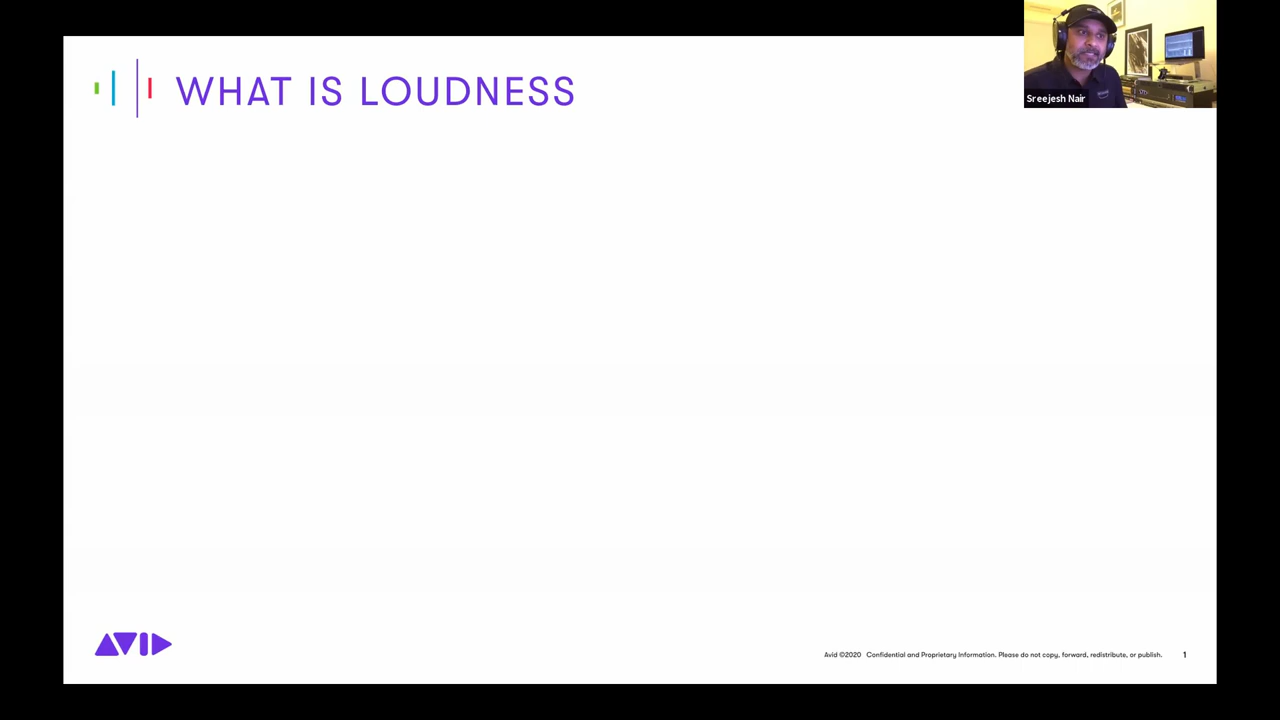 WHAT IS LOUDNESS
Sreejesh Nair
AVID
Avid ©2020 Confidential and Proprietary Information. Please do not copy, forward, redistribute, or publish. 1